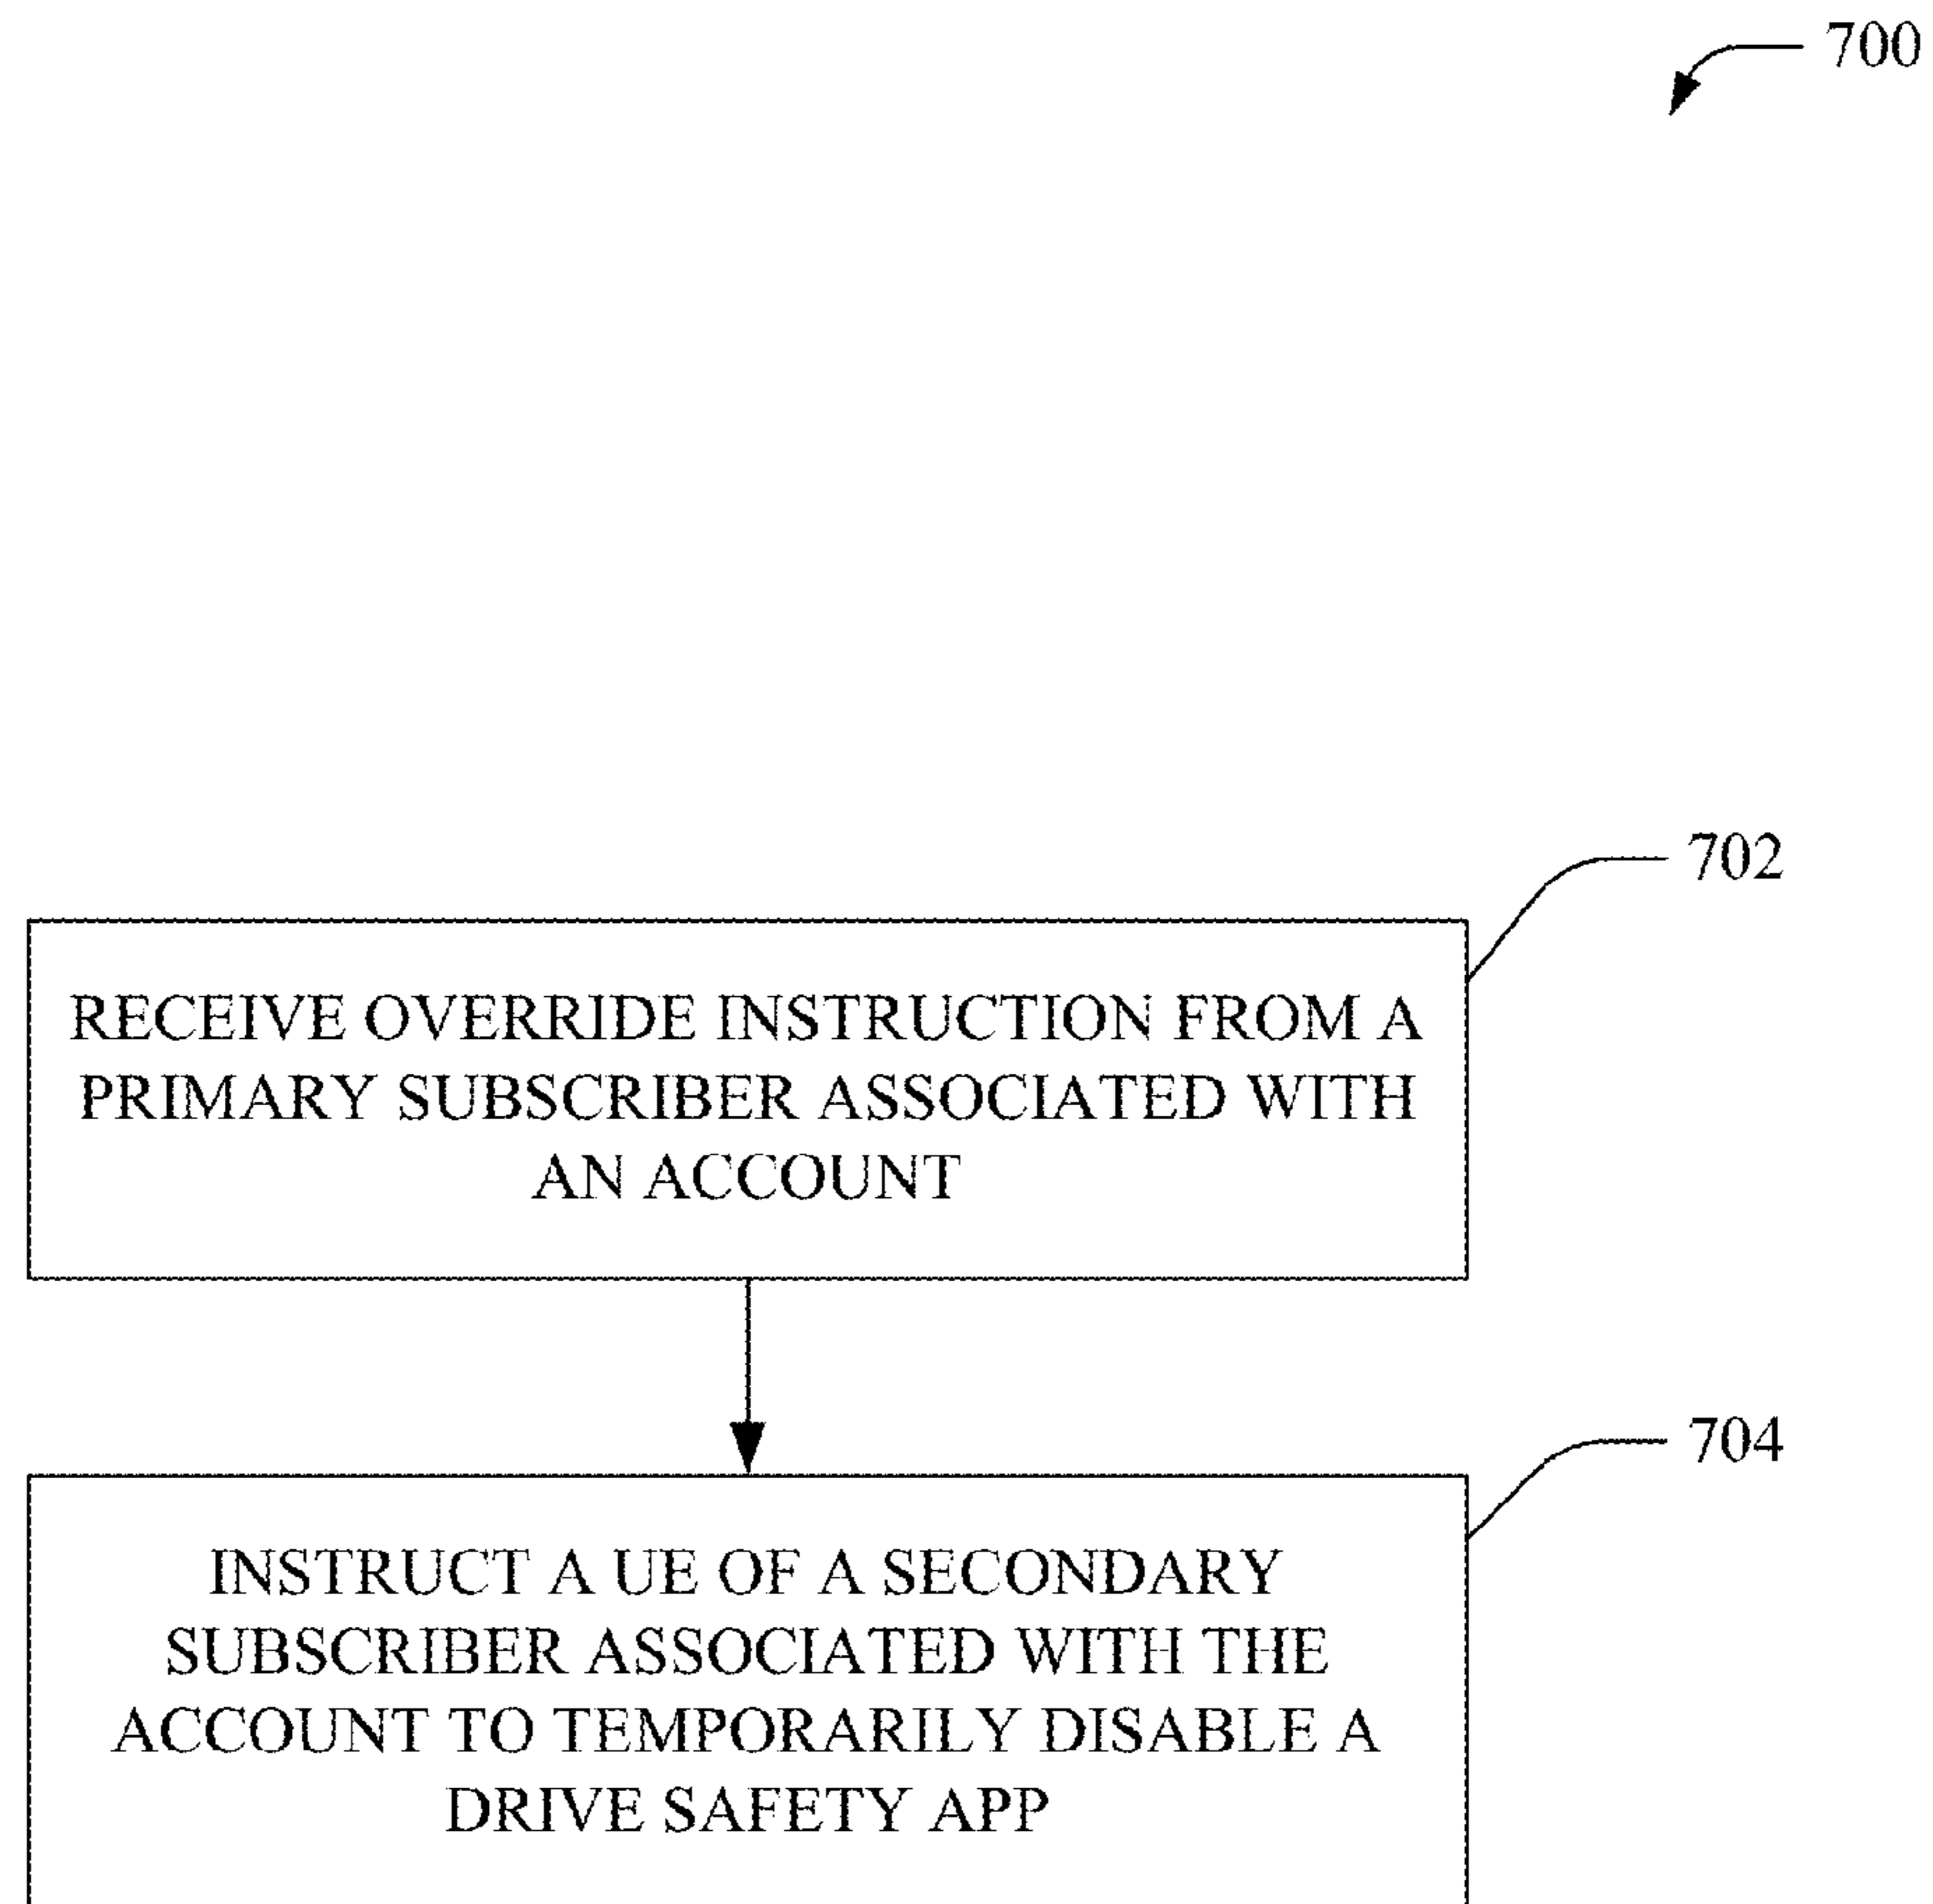 700
702
RECEIVE OVERRIDE INSTRUCTION FROM A
PRIMARY SUBSCRIBER ASSOCIATED WITH
AN ACCOUNT
704
INSTRUCT A UE OF A SECONDARY
SUBSCRIBER ASSOCIATED WITH THE
ACCOUNT TO TEMPORARILY DISABLE A
DRIVE SAFETY APP